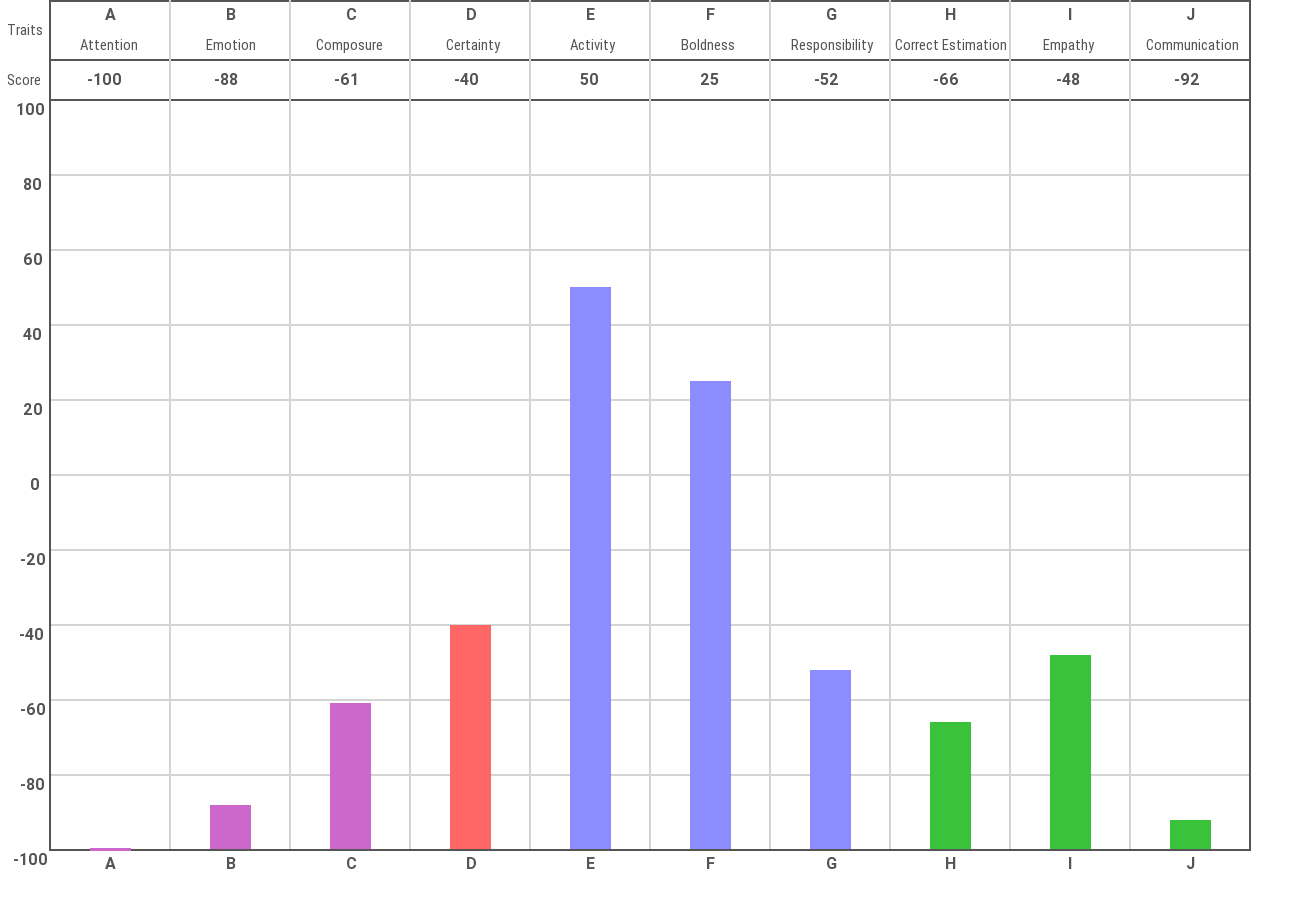 A B C D E F G H I J
Traits
Attention Emotion Composure Certainty Activity Boldness Responsibility Correct Estimation Empathy Communication
Score -100 -88 -61 -40 50 25 -52 -66 -48 -92
100
80
60
40
20
0
-20
-40
-60
-80
-100
A B C D E F G H I J